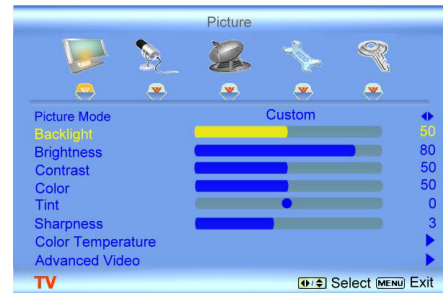 Picture
Picture Mode Custom
Backlight 50
Brightness 80
Contrast 50
Color 50
Tint 0
Sharpness 3
Color Temperature
Advanced Video
TV Select MENU Exit